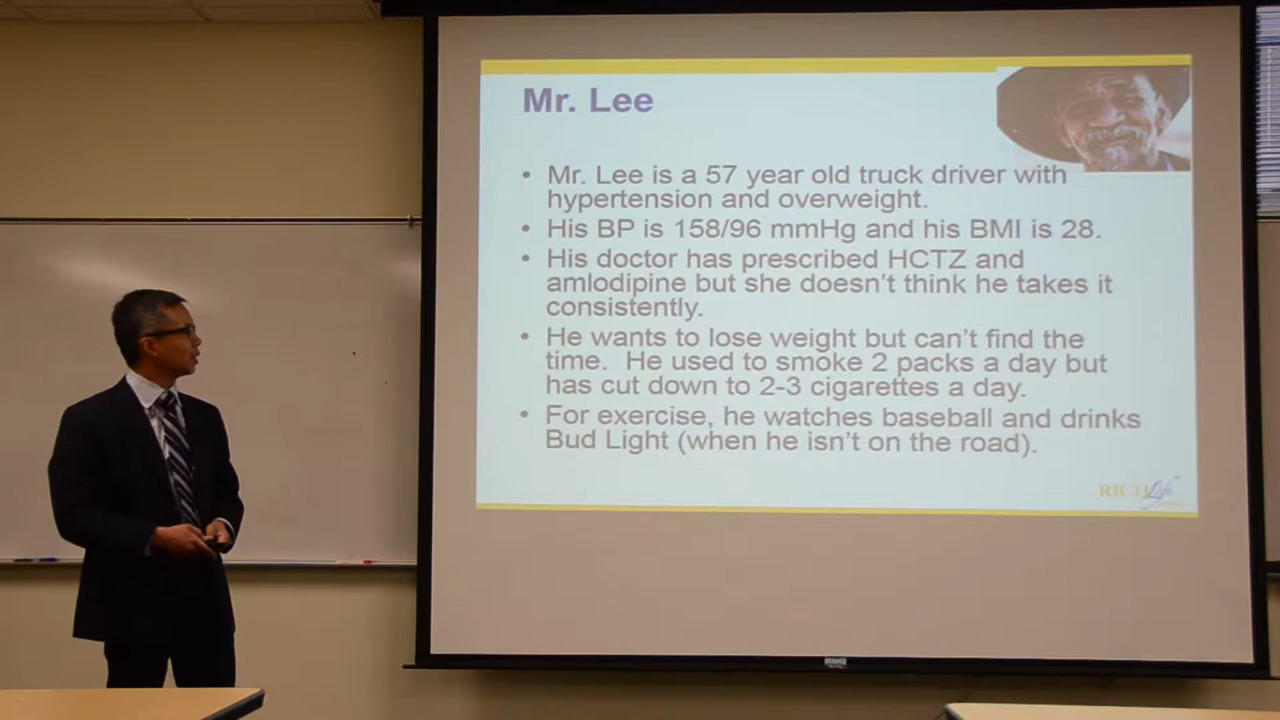 Mr. Lee
• Mr. Lee is a 57 year old truck driver with
hypertension and overweight.
• His BP is 158/96 mmHg and his BMI is 28.
• His doctor has prescribed HCTZ and
amlodipine but she doesn't think he takes it
consistently.
• He wants to lose weight but can't find the
time. He used to smoke 2 packs a day but
has cut down to 2-3 cigarettes a day.
• For exercise, he watches baseball and drinks
Bud Light (when he isn't on the road).
RICH Life